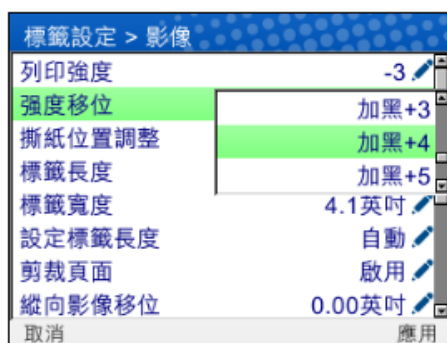 標籤設定 > 影像
列印強度 -3
强度移位 加黑+3
撕紙位置調整 加黑+4
標籤長度 加黑+5
標籤寬度 4.1英吋
設定標籤長度 自動
剪裁頁面 啟用
縱向影像移位 0.00英吋
取消 應用